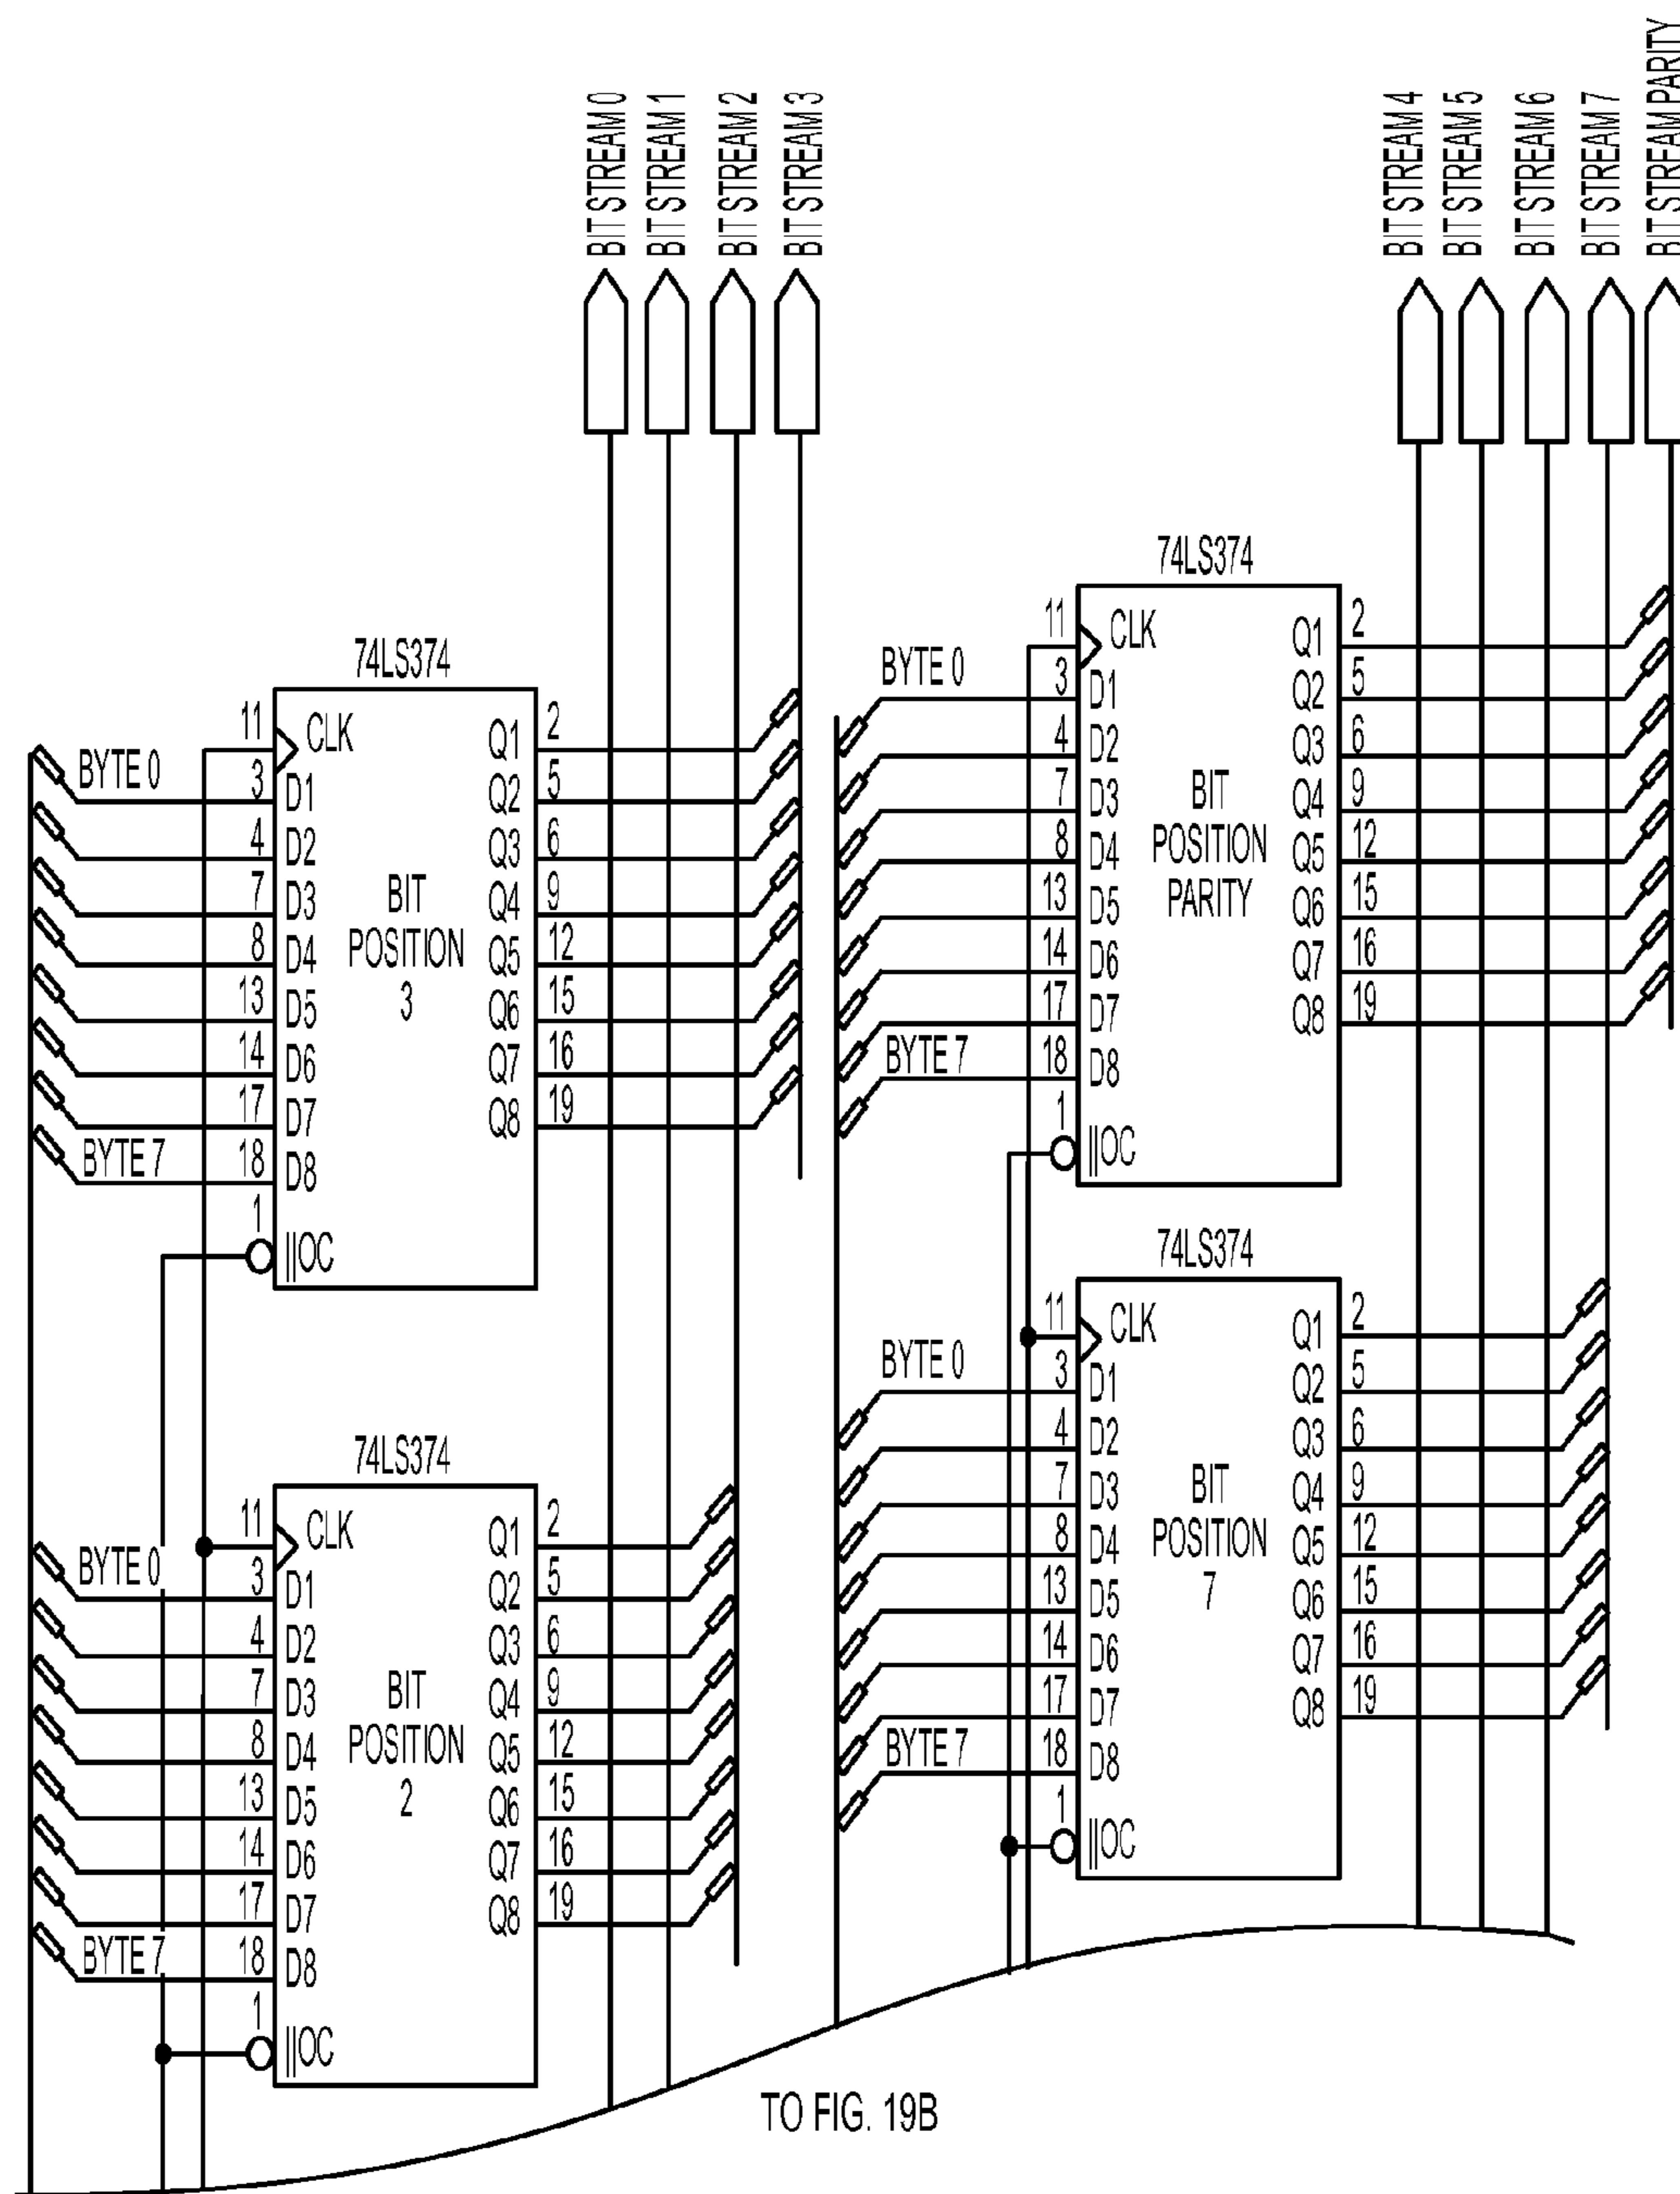 BIT STREAM 0
BIT STREAM 1
BIT STREAM 2
BIT STREAM 3
BIT STREAM 4
BIT STREAM 5
BIT STREAM 6
BIT STREAM 7
BIT STREAM PARITY
74LS374
11 CLK Q1 2
BYTE 0 3 D1 Q2 5
4 D2 Q3 6
7 D3 Q4 9
8 D4 Q5 12
13 D5 Q6 15
14 D6 Q7 16
17 D7 Q8 19
BYTE 7 18 D8
1 ||OC
BIT
POSITION
3
74LS374
11 CLK Q1 2
BYTE 0 3 D1 Q2 5
4 D2 Q3 6
7 D3 Q4 9
8 D4 Q5 12
13 D5 Q6 15
14 D6 Q7 16
17 D7 Q8 19
BYTE 7 18 D8
1 ||OC
BIT
POSITION
2
74LS374
11 CLK Q1 2
BYTE 0 3 D1 Q2 5
4 D2 Q3 6
7 D3 Q4 9
8 D4 Q5 12
13 D5 Q6 15
14 D6 Q7 16
17 D7 Q8 19
BYTE 7 18 D8
1 ||OC
BIT
POSITION
PARITY
74LS374
11 CLK Q1 2
BYTE 0 3 D1 Q2 5
4 D2 Q3 6
7 D3 Q4 9
8 D4 Q5 12
13 D5 Q6 15
14 D6 Q7 16
17 D7 Q8 19
BYTE 7 18 D8
1 ||OC
BIT
POSITION
7
TO FIG. 19B